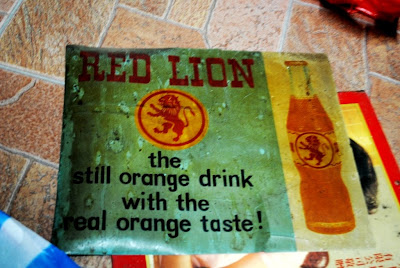 RED LION
the
still orange drink
with the
real orange taste!